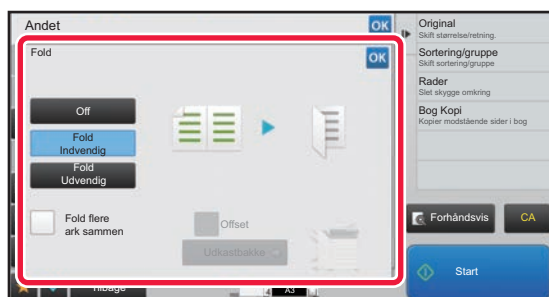 Andet
OK
Fold
OK
Off
Fold
Indvendig
Fold
Udvendig
Fold flere
ark sammen
Offset
Udkastbakke
Tilbage
A3
Original
Skift størrelse/retning.
Sortering/gruppe
Skift sortering/gruppe
Rader
Slet skygge omkring
Bog Kopi
Kopier modstående sider i bog
Forhåndsvis
CA
Start